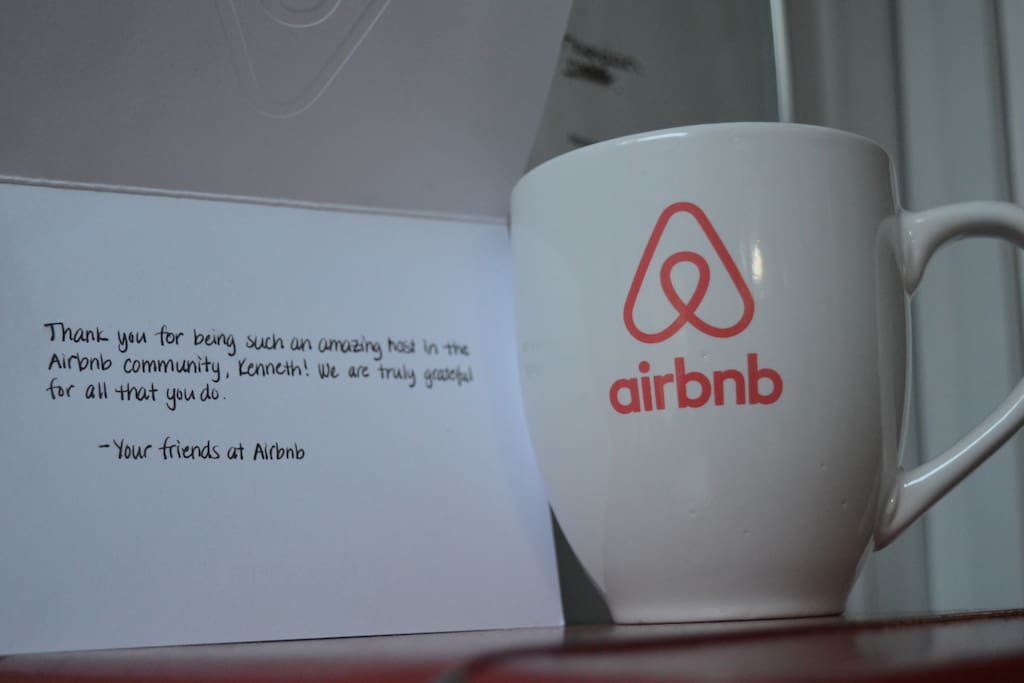 Thank you for being such an amazing host in the
Airbnb community, Kenneth! We are truly grateful
for all that you do.
-Your friends at Airbnb
airbnb